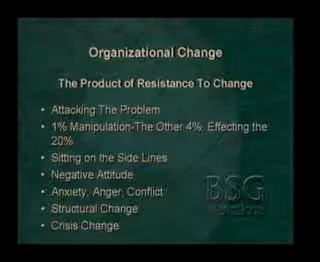 Organizational Change
The Product of Resistance To Change
• Attacking The Problem
• 1% Manipulation-The Other 4%, Effecting the
20%
• Sitting on the Side Lines
• Negative Attitude
• Anxiety, Anger, Conflict
• Structural Change
• Crisis Change
BSG